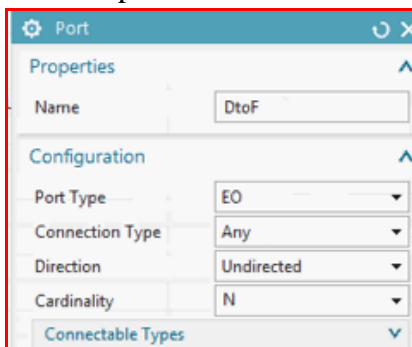 Port
Properties
Name DtoF
Configuration
Port Type EO
Connection Type Any
Direction Undirected
Cardinality N
Connectable Types